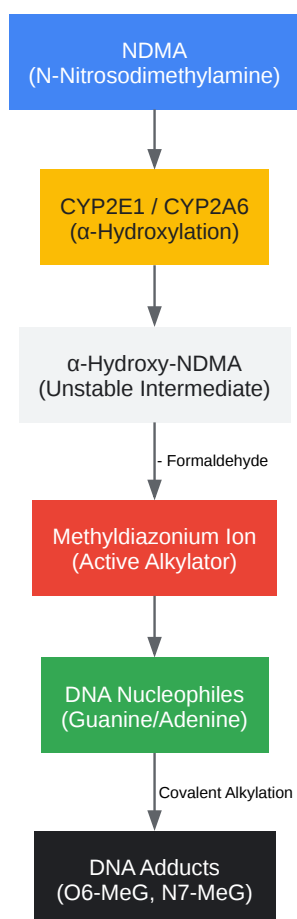 NDMA
(N-Nitrosodimethylamine)
CYP2E1 / CYP2A6
(α-Hydroxylation)
α-Hydroxy-NDMA
(Unstable Intermediate)
- Formaldehyde
Methyldiazonium Ion
(Active Alkylator)
DNA Nucleophiles
(Guanine/Adenine)
Covalent Alkylation
DNA Adducts
(O6-MeG, N7-MeG)